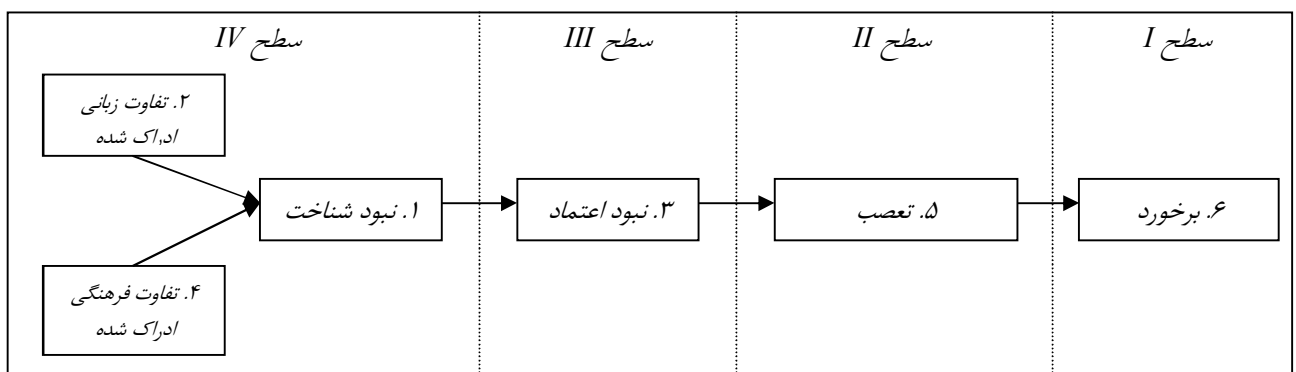 سطح I
سطح II
سطح III
سطح IV
۲. تفاوت زبانی
ادراک شده
۱. نبود شناخت
۳. نبود اعتماد
۵. تعصب
۶. برخورد
۴. تفاوت فرهنگی
ادراک شده